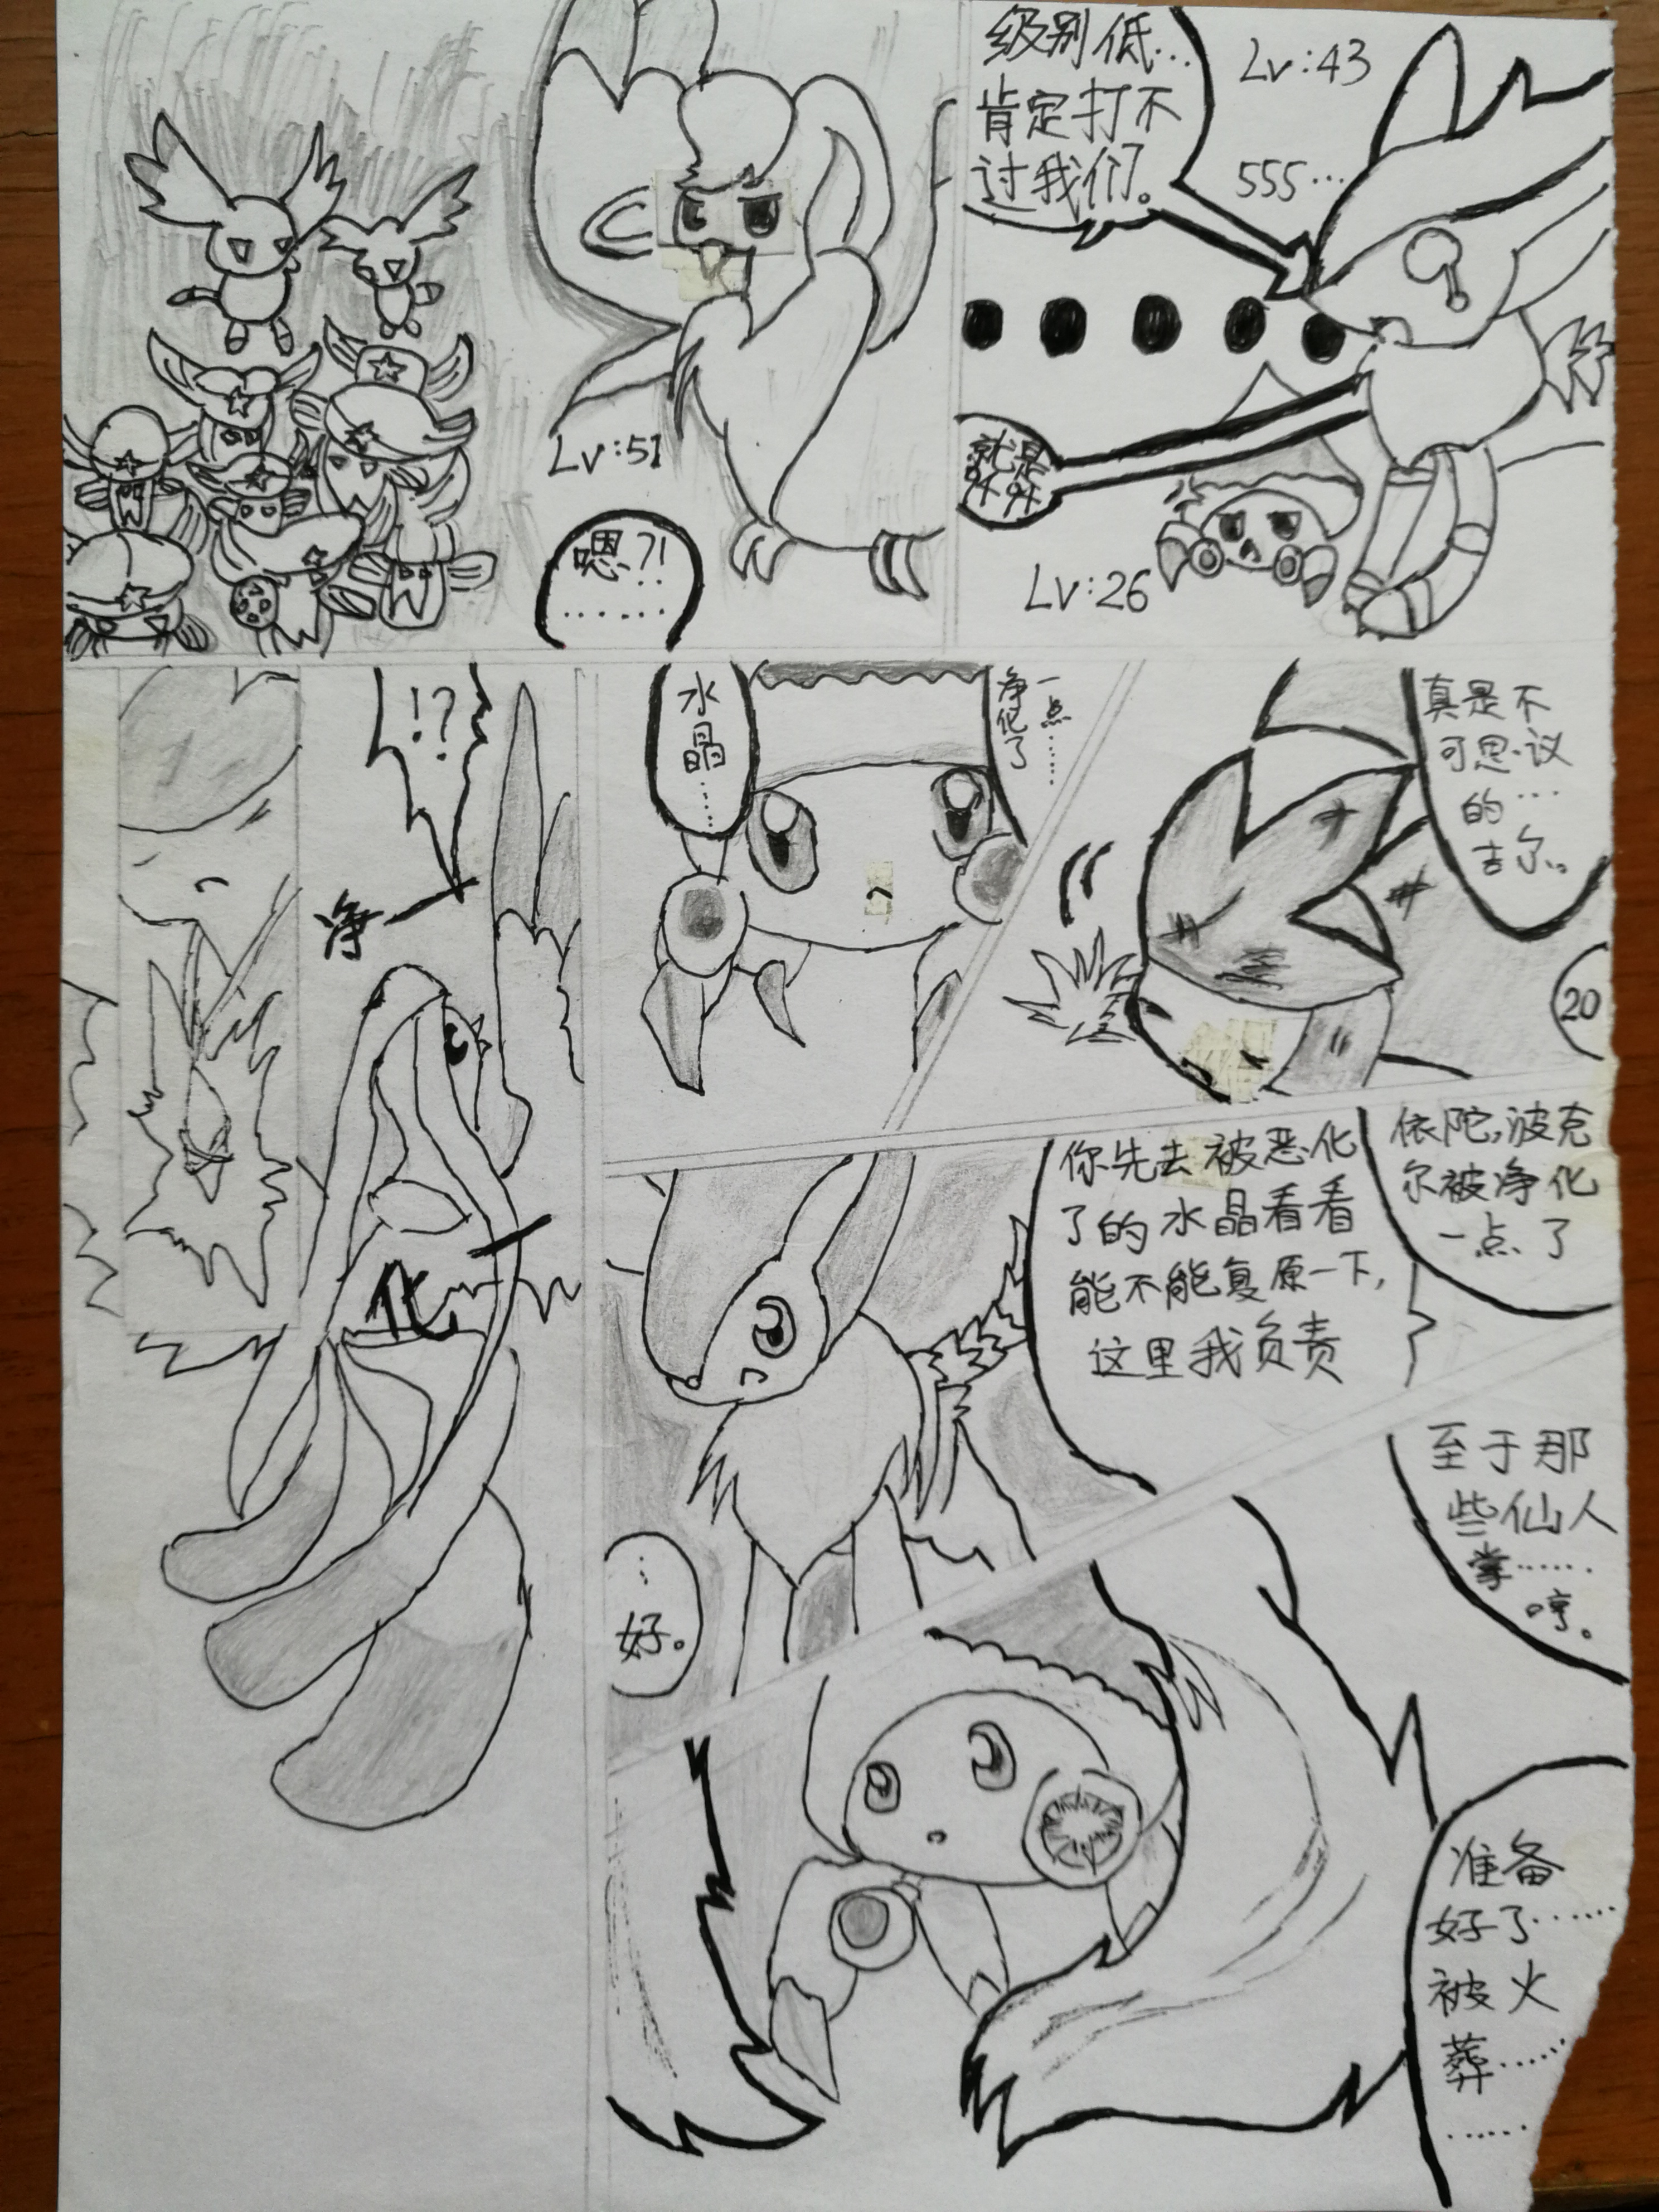 级别低…
肯定打不
过我们。
Lv:43
555…
就是
Lv:26
Lv:51
嗯?!
……
真是不
可思议
的…
吉尔。
20
一点……
净化了
水
晶
……
!?
净
化
依陀,波克
尔被净化
一点了
你先去被恶化
了的水晶看看
能不能复原一下,
这里我负责
…
好。
至于那
些仙人
掌……
哼。
准备
好了……
被火
葬……
……